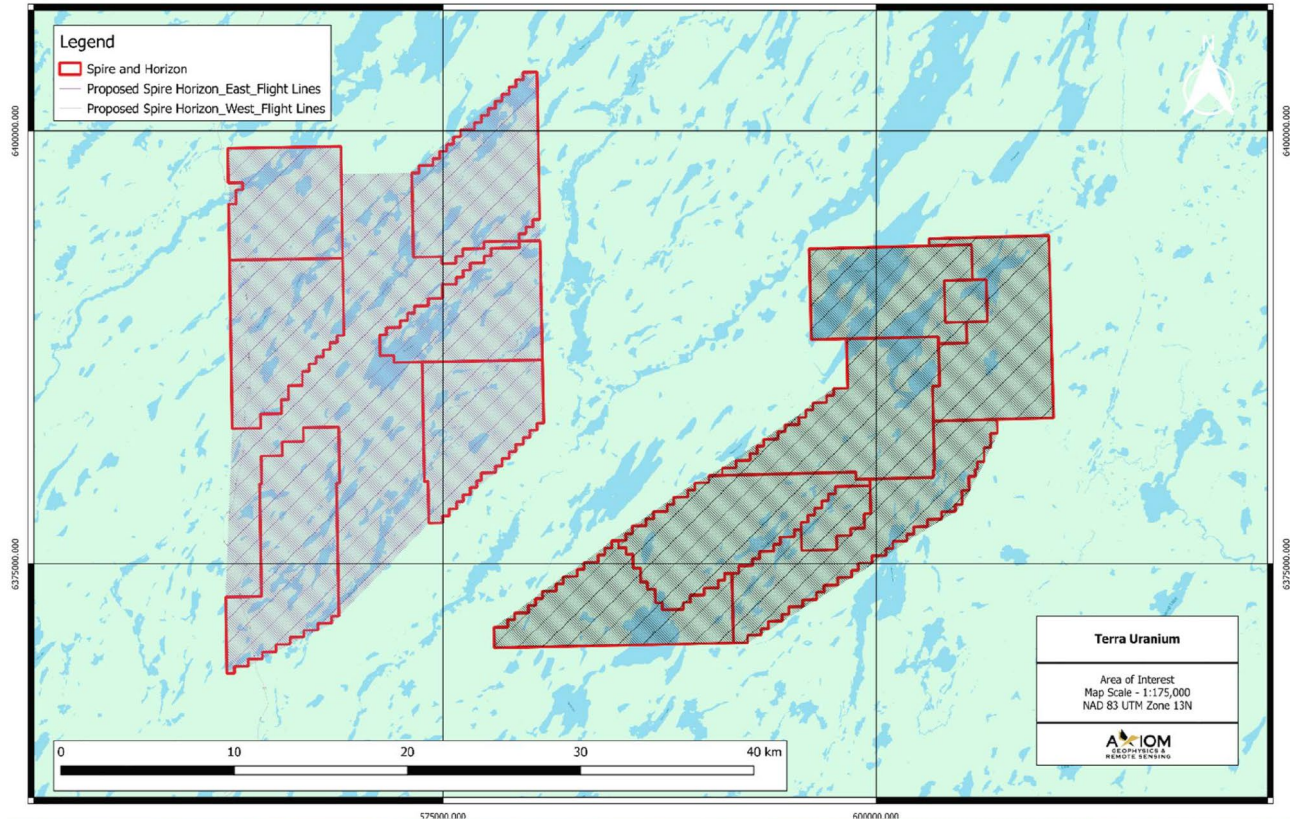 Legend
Spire and Horizon
Proposed Spire Horizon_East_Flight Lines
Proposed Spire Horizon_West_Flight Lines
6400000.000
6400000.000
6375000.000
6375000.000
Terra Uranium
Area of Interest
Map Scale - 1:175,000
NAD 83 UTM Zone 13N
AXIOM
GEOPHYSICS &
REMOTE SENSING
0 10 20 30 40 km
575000.000
600000.000